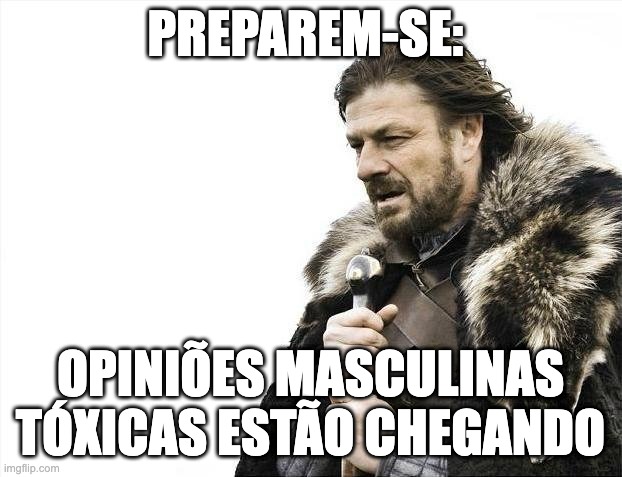 PREPAREM-SE:
OPINIÕES MASCULINAS
TÓXICAS ESTÃO CHEGANDO
imgflip.com